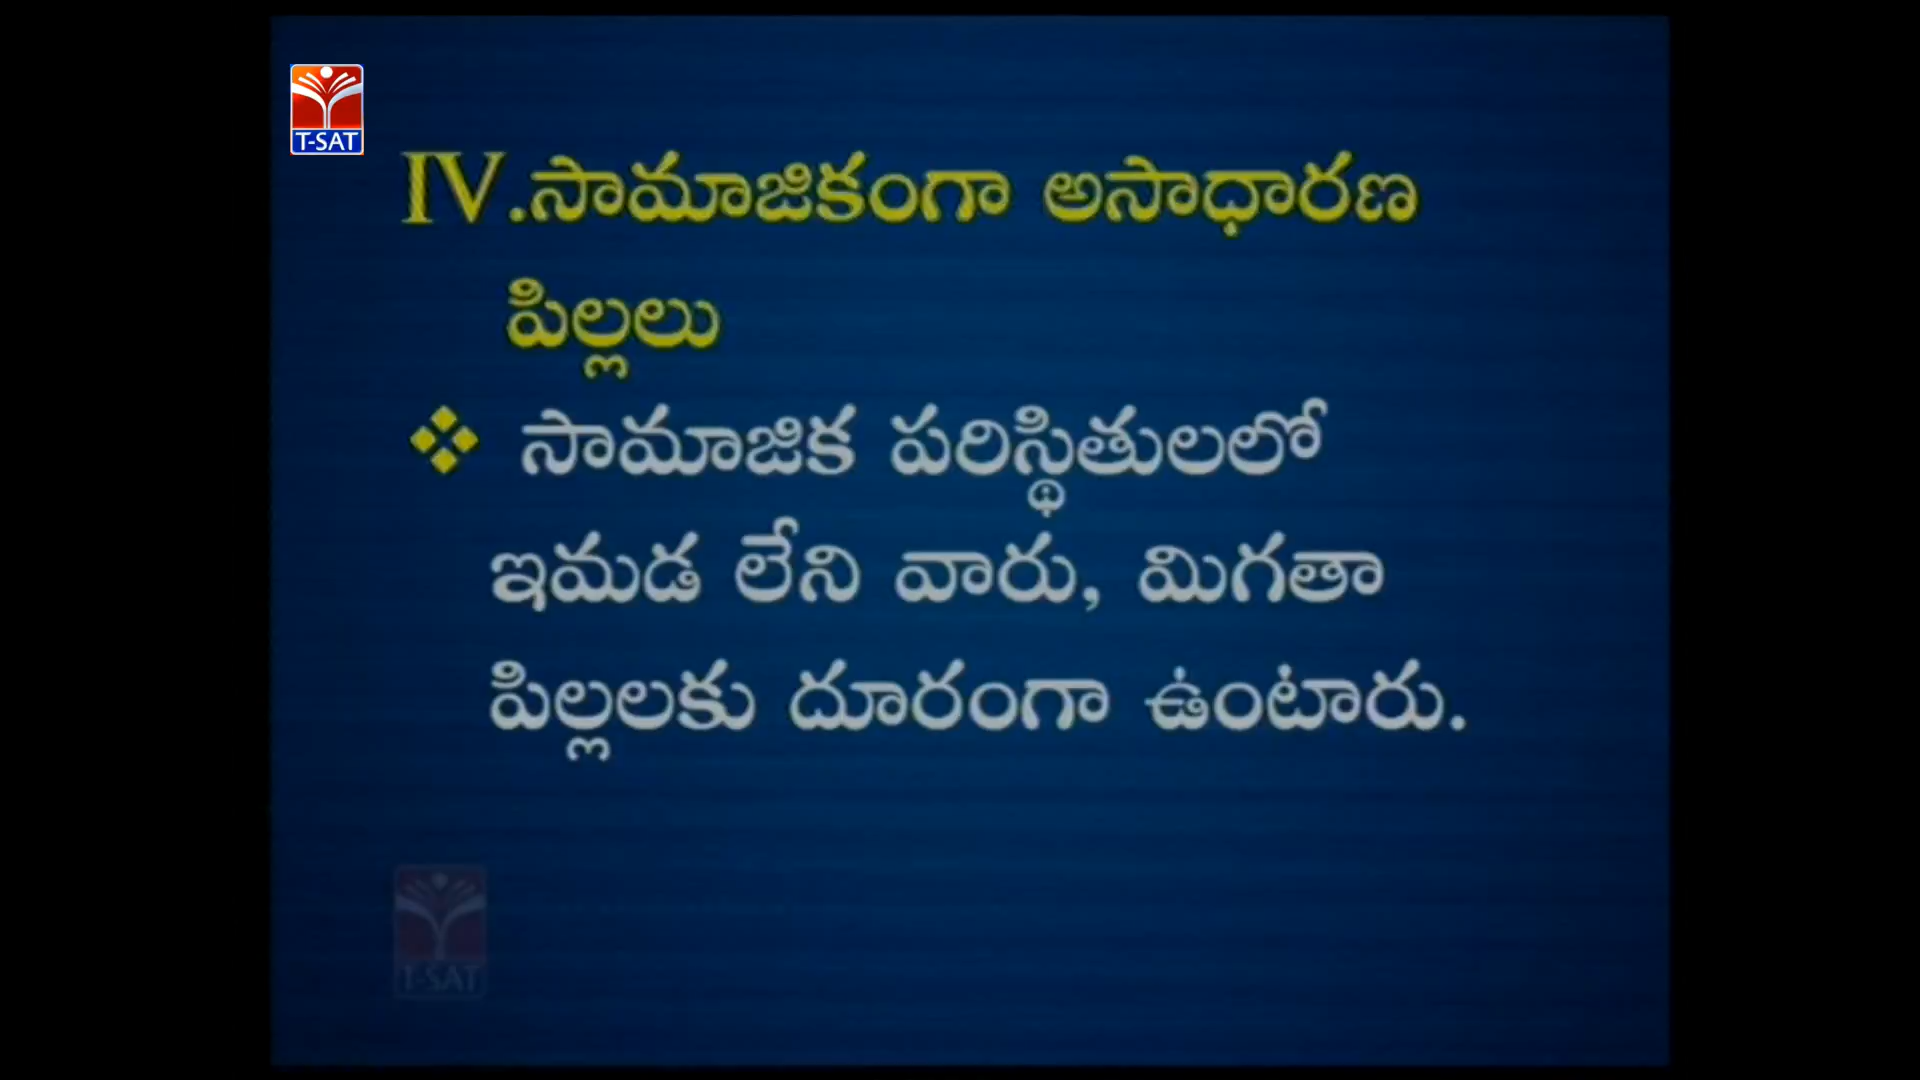 T-SAT
IV.సామాజికంగా అసాధారణ
పిల్లలు
సామాజిక పరిస్థితులలో
ఇమడ లేని వారు, మిగతా
పిల్లలకు దూరంగా ఉంటారు.
T-SAT